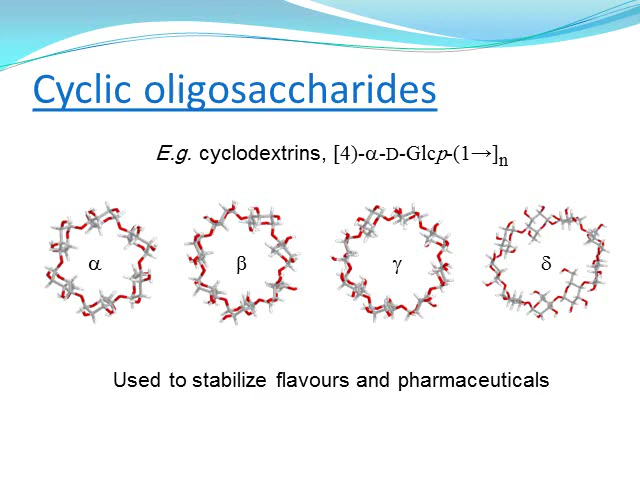 Cyclic oligosaccharides
E.g. cyclodextrins, [4)-α-D-Glcp-(1→]n
α β γ δ
Used to stabilize flavours and pharmaceuticals